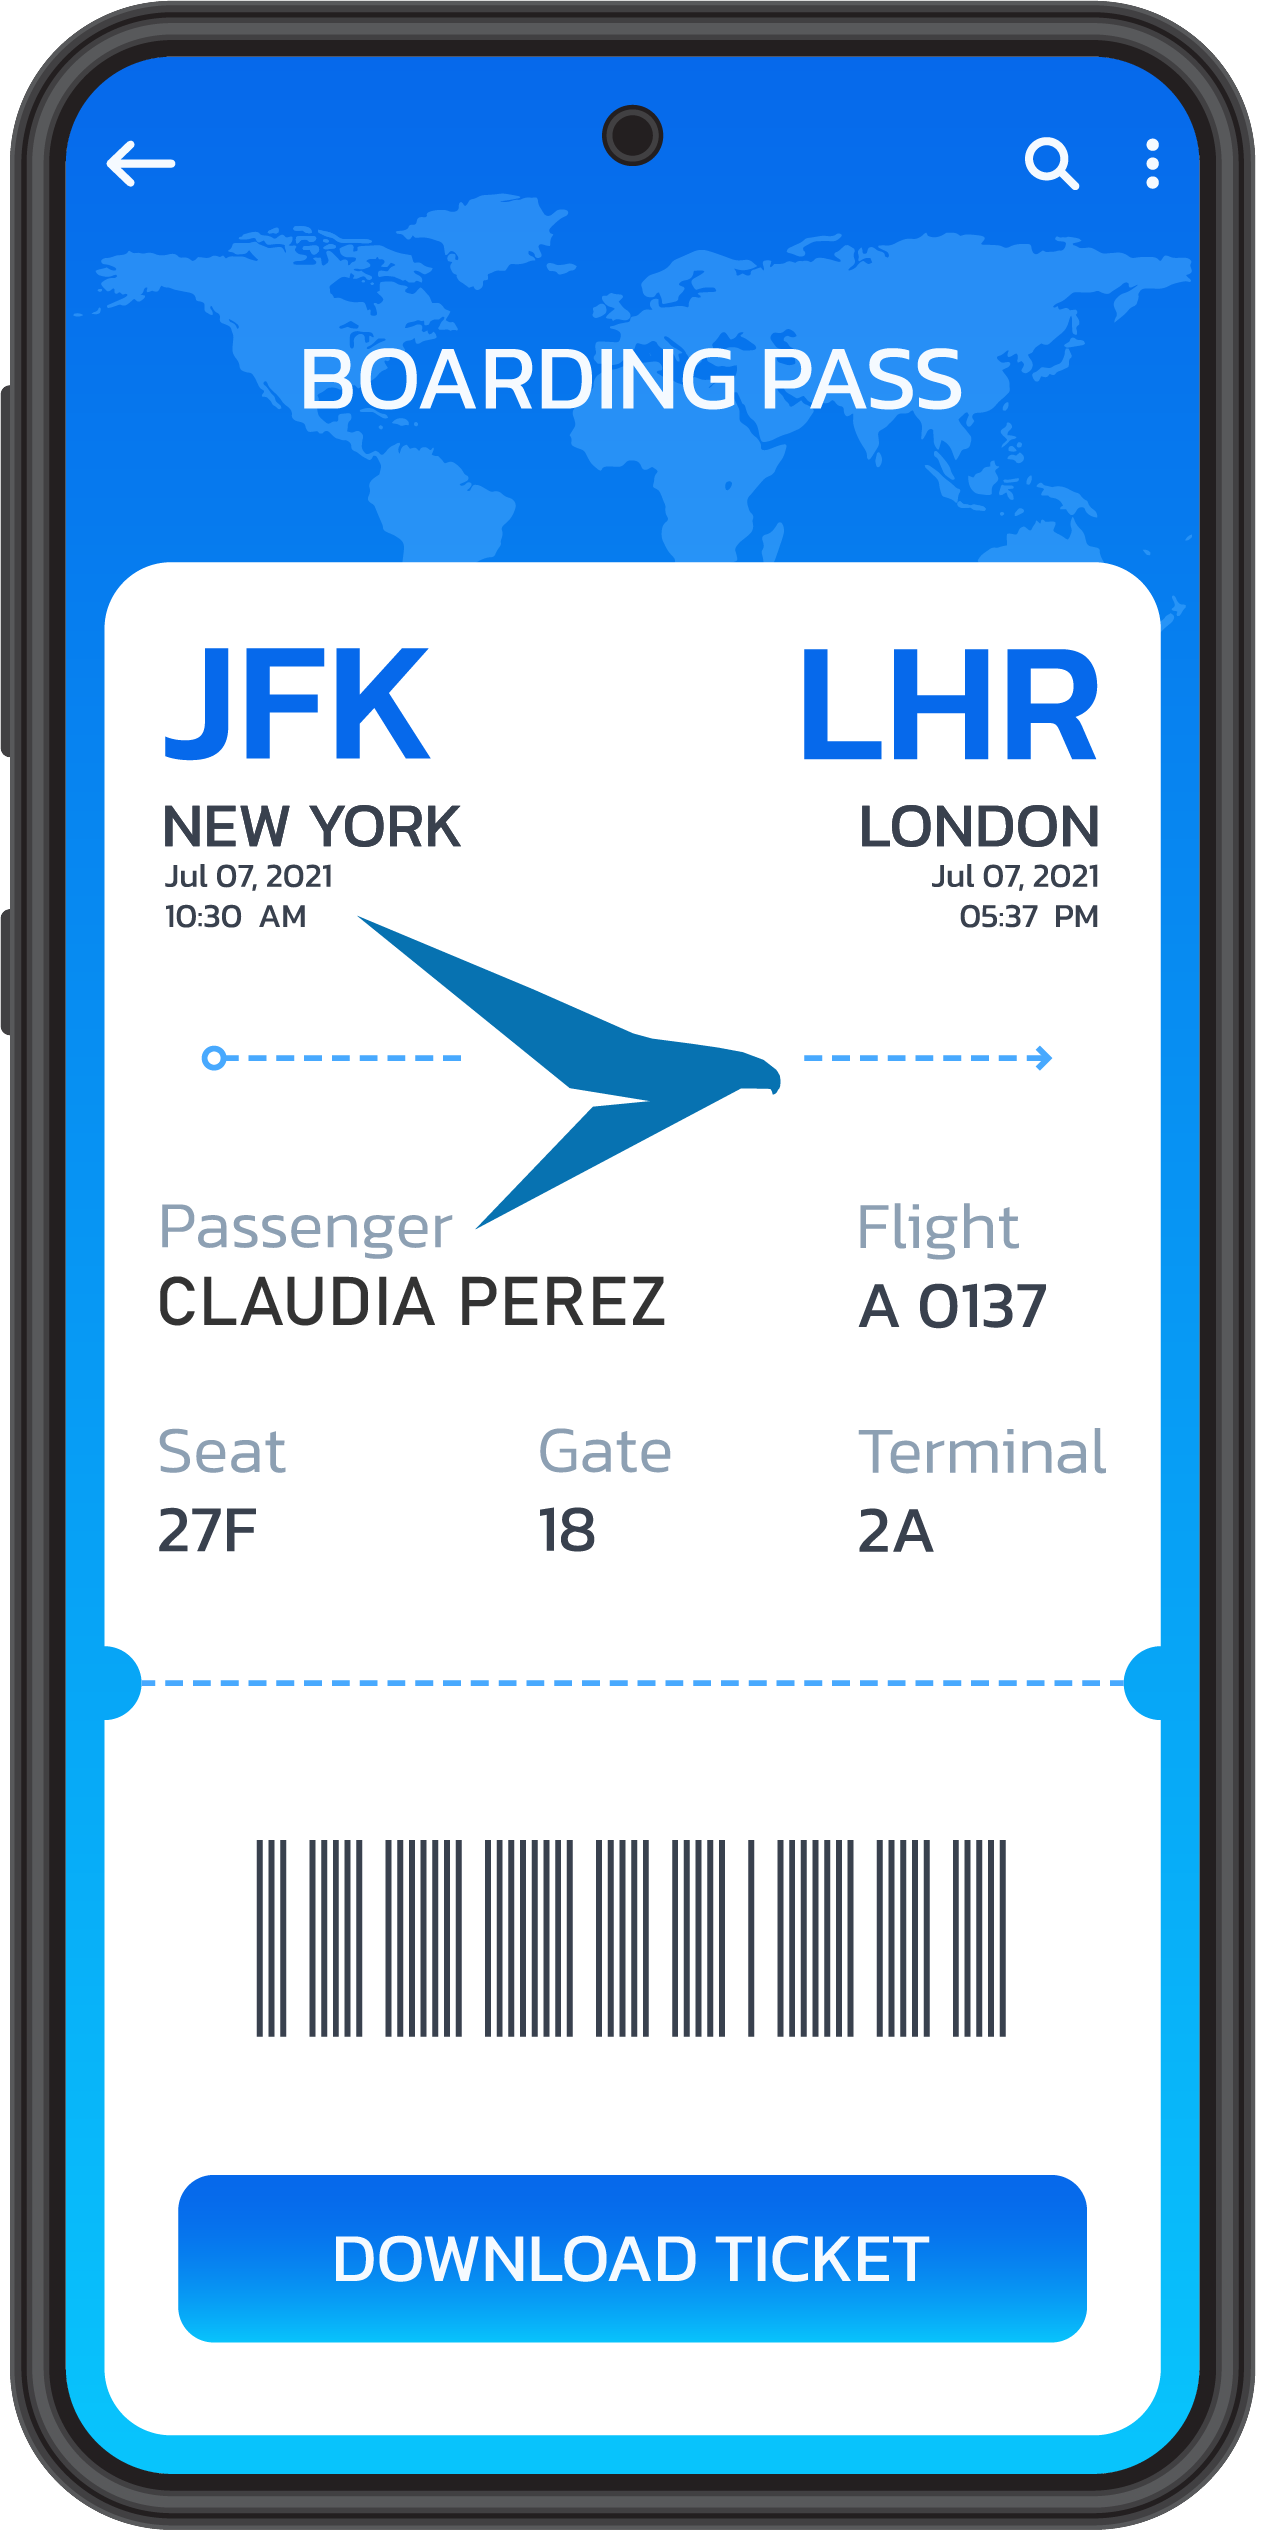 BOARDING PASS
JFK LHR
NEW YORK LONDON
Jul 07, 2021 Jul 07, 2021
10:30 AM 05:37 PM
Passenger Flight
CLAUDIA PEREZ A 0137
Seat Gate Terminal
27F 18 2A
DOWNLOAD TICKET